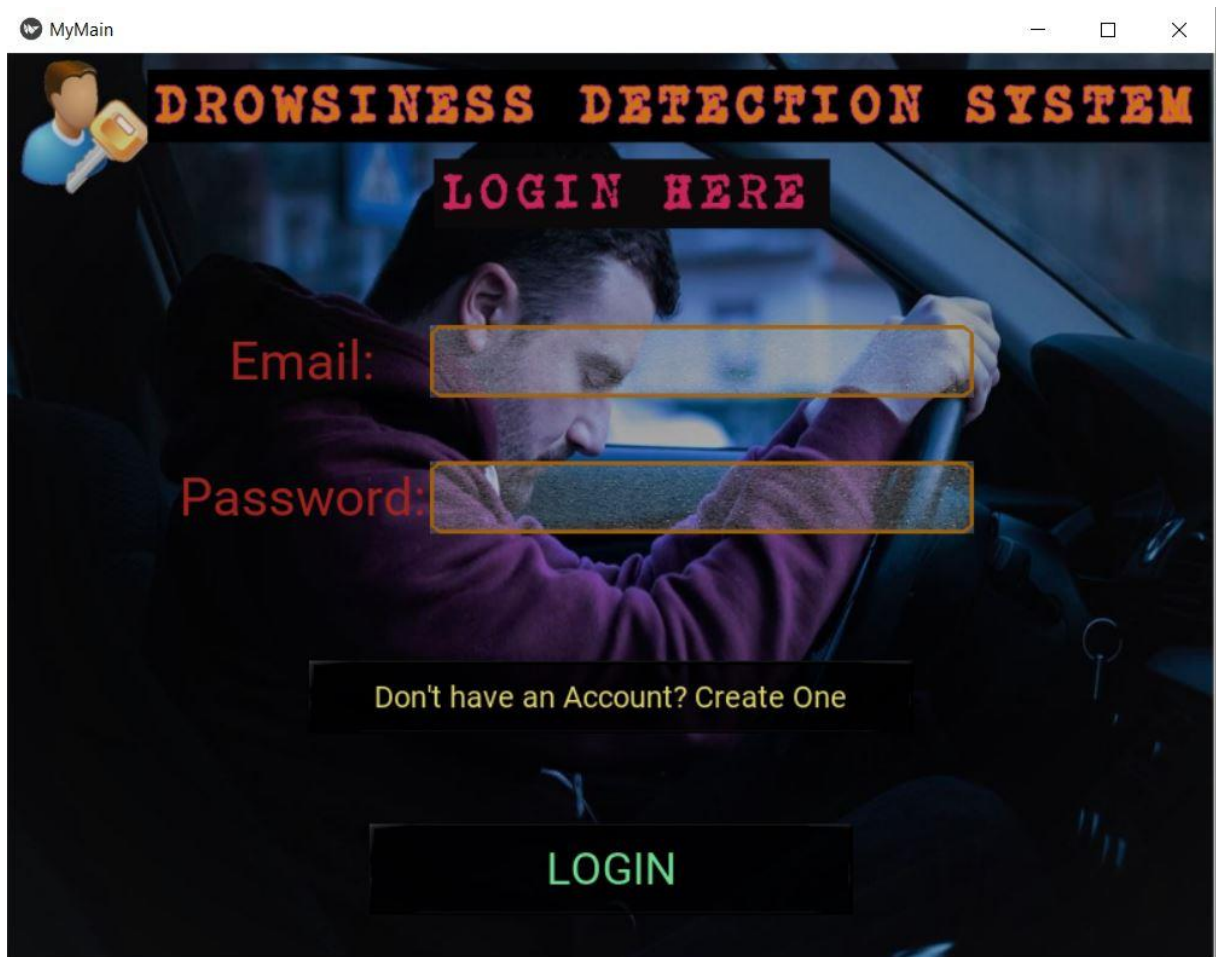 MyMain
DROWSINESS DETECTION SYSTEM
LOGIN HERE
Email:
Password:
Don't have an Account? Create One
LOGIN